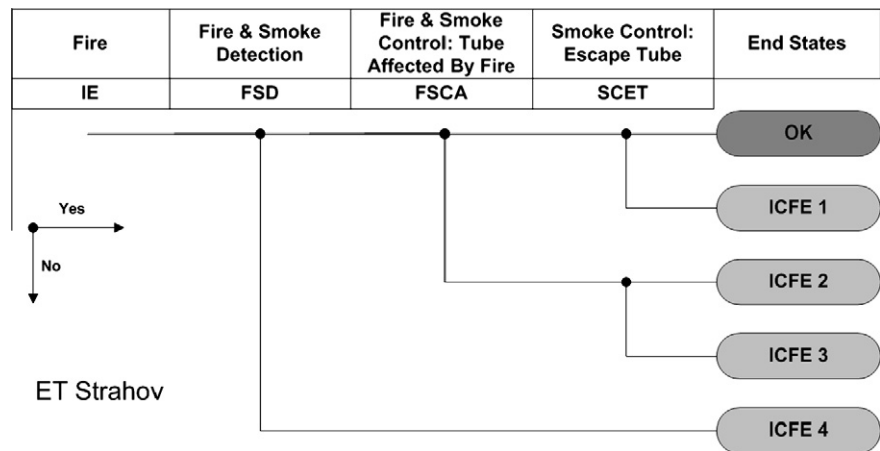 Fire
Fire & Smoke
Detection
Fire & Smoke
Control: Tube
Affected By Fire
Smoke Control:
Escape Tube
End States
IE
FSD
FSCA
SCET
OK
ICFE 1
Yes
No
ICFE 2
ICFE 3
ET Strahov
ICFE 4